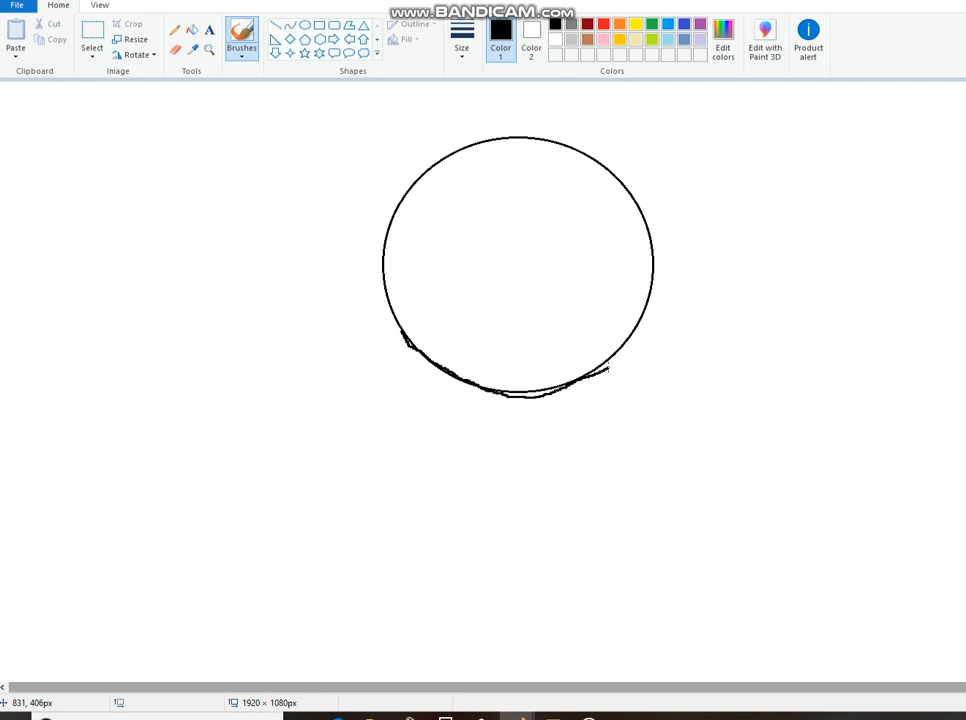 www.BANDICAM.com
File Home View
Paste Cut Copy
Select Crop Resize Rotate
Brushes
Outline Fill
Size
Color 1
Color 2
Edit colors
Edit with Paint 3D
Product alert
Clipboard Image Tools Shapes Colors
831, 406px 1920 × 1080px